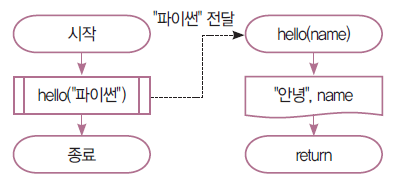 시작
"파이썬" 전달
hello(name)
hello("파이썬")
"안녕", name
종료
return